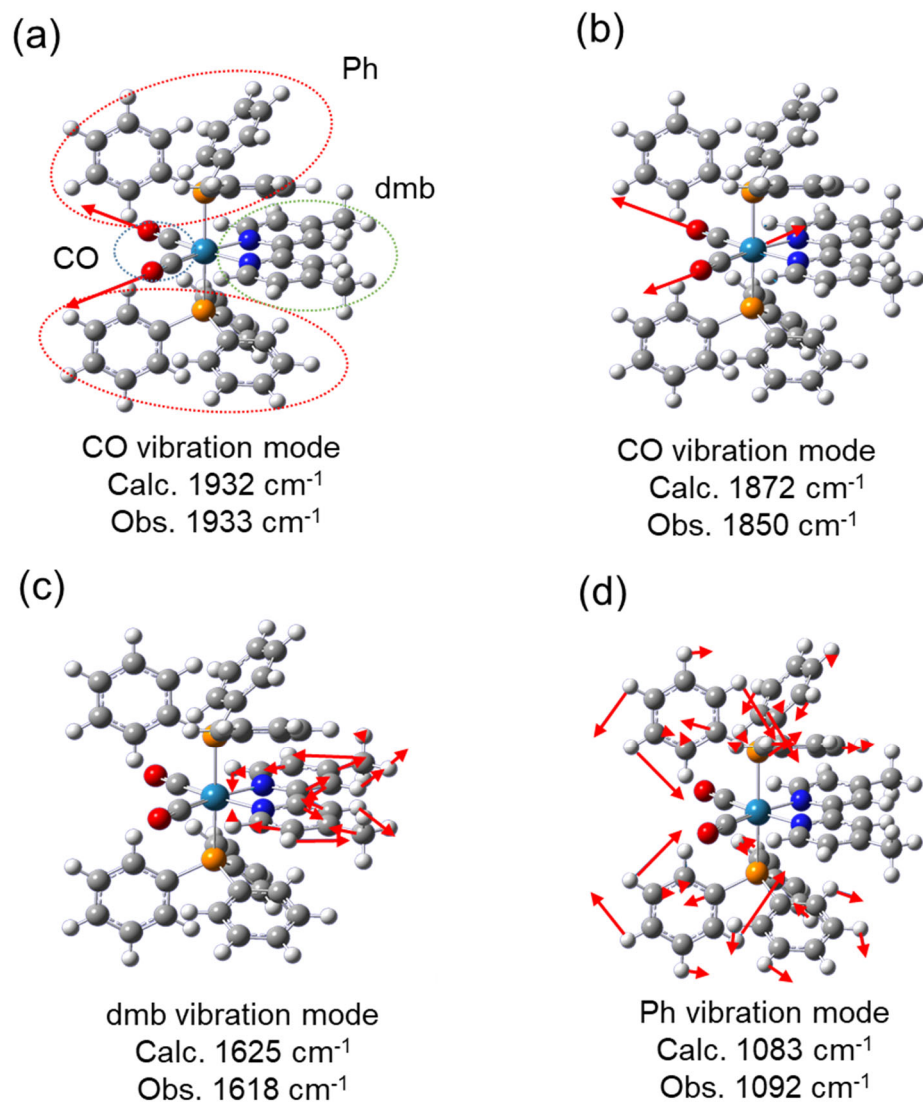 (a)
(b)
Ph
dmb
CO
CO vibration mode
Calc. 1932 cm⁻¹
Obs. 1933 cm⁻¹
CO vibration mode
Calc. 1872 cm⁻¹
Obs. 1850 cm⁻¹
(c)
(d)
dmb vibration mode
Calc. 1625 cm⁻¹
Obs. 1618 cm⁻¹
Ph vibration mode
Calc. 1083 cm⁻¹
Obs. 1092 cm⁻¹